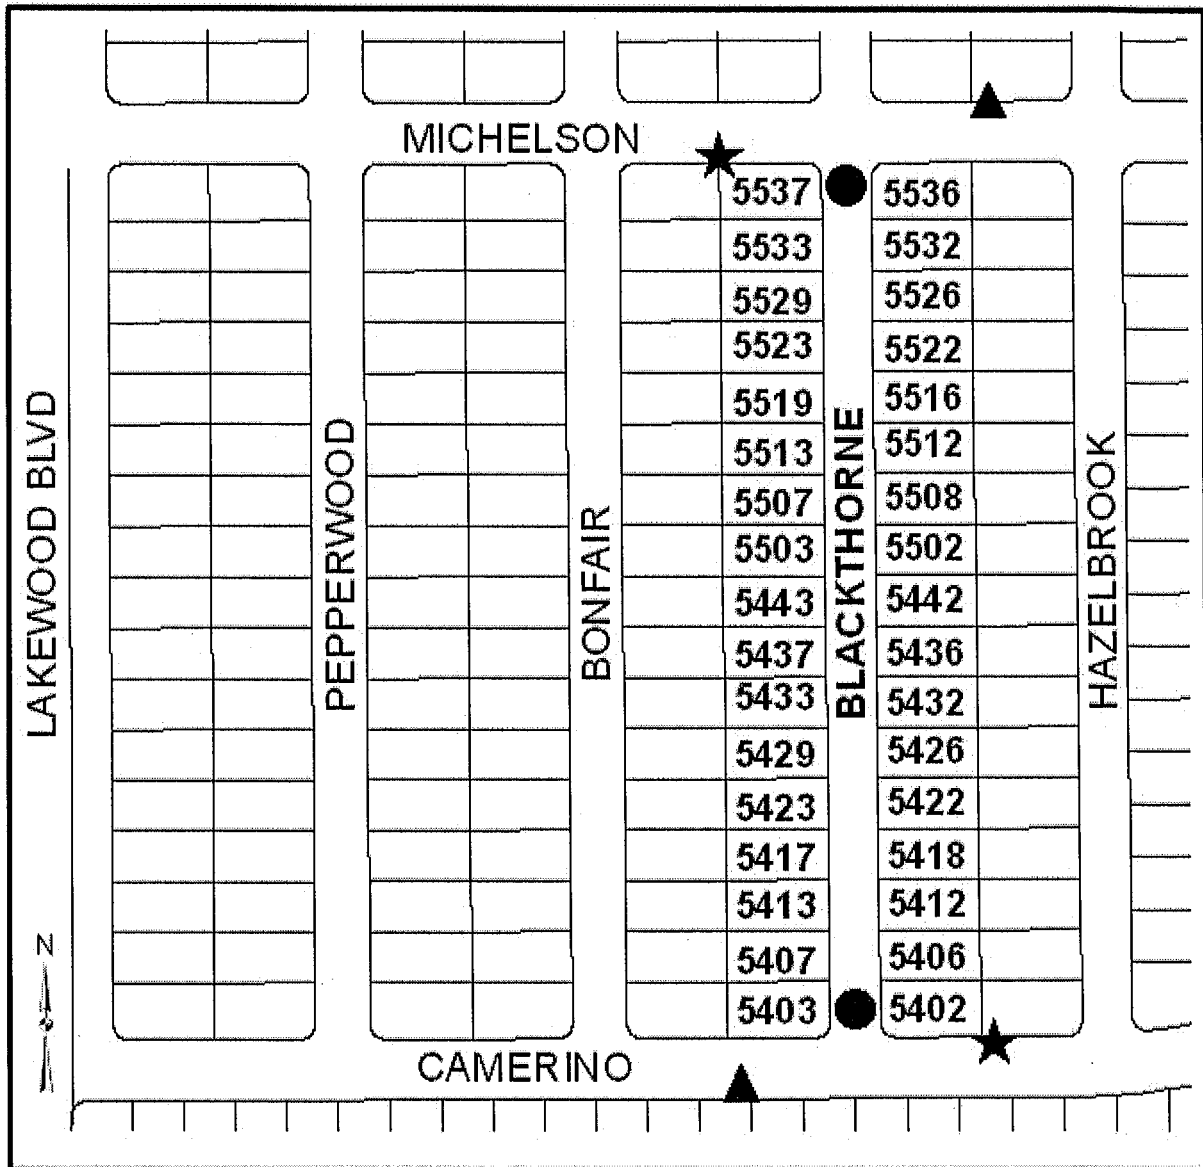 MICHELSON
5537 5536
5533 5532
5529 5526
5523 5522
5519 5516
5513 5512
5507 5508
5503 5502
5443 5442
5437 5436
5433 5432
5429 5426
5423 5422
5417 5418
5413 5412
5407 5406
5403 5402
LAKEWOOD BLVD
PEPPERWOOD
BONFAIR
BLACKTHORNE
HAZELBROOK
N
CAMERINO